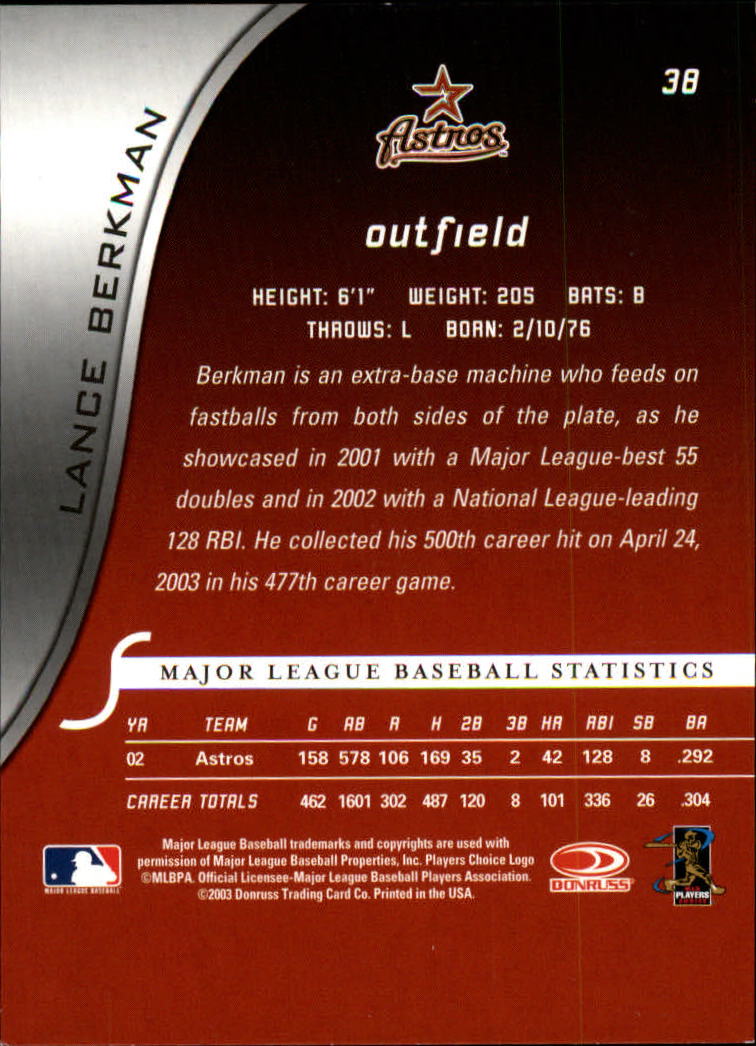 38
Astros
LANCE BERKMAN
outfield
HEIGHT: 6'1" WEIGHT: 205 BATS: B
THROWS: L BORN: 2/10/76
Berkman is an extra-base machine who feeds on
fastballs from both sides of the plate, as he
showcased in 2001 with a Major League-best 55
doubles and in 2002 with a National League-leading
128 RBI. He collected his 500th career hit on April 24,
2003 in his 477th career game.
MAJOR LEAGUE BASEBALL STATISTICS
YR TEAM G AB R H 2B 3B HR RBI SB BA
02 Astros 158 578 106 169 35 2 42 128 8 .292
CAREER TOTALS 462 1601 302 487 120 8 101 336 26 .304
Major League Baseball trademarks and copyrights are used with
permission of Major League Baseball Properties, Inc. Players Choice Logo
©MLBPA. Official Licensee-Major League Baseball Players Association.
©2003 Donruss Trading Card Co. Printed in the USA.
MAJOR LEAGUE BASEBALL
DONRUSS
PLAYERS